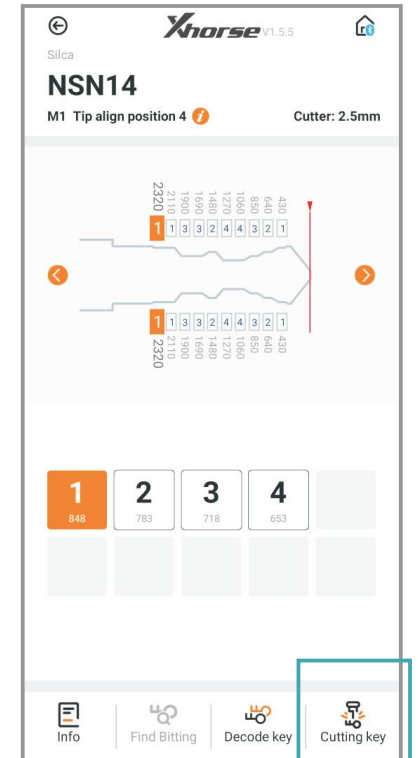 Xhorse V1.5.5
Silca
NSN14
M1 Tip align position 4 i Cutter: 2.5mm
2320 2110 1900 1690 1480 1270 1060 850 640 430
1 1 3 3 2 4 4 3 2 1
1 1 3 3 2 4 4 3 2 1
2320 2110 1900 1690 1480 1270 1060 850 640 430
1 2 3 4
848 783 718 653
Info Find Bitting Decode key Cutting key